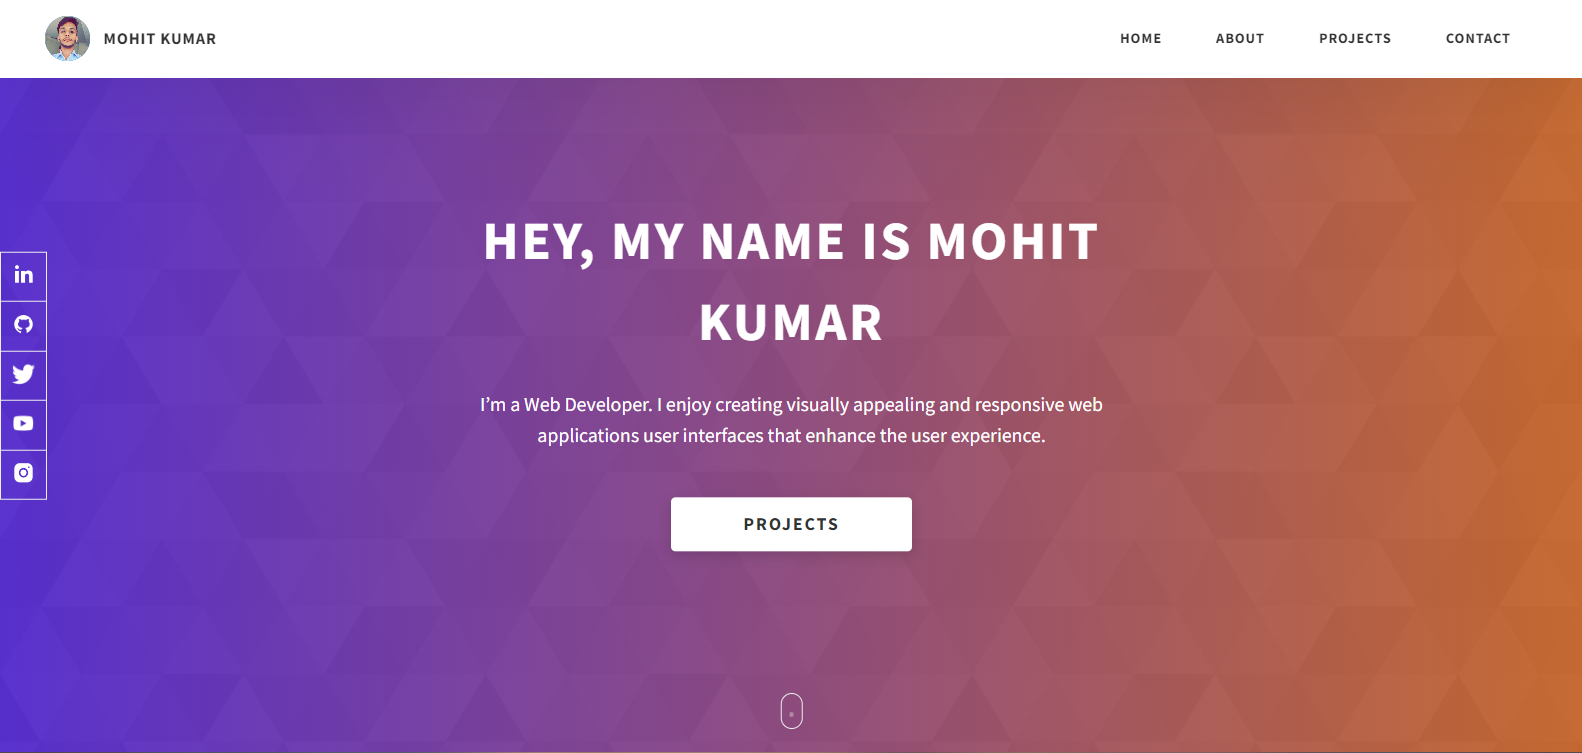 MOHIT KUMAR
HOME ABOUT PROJECTS CONTACT
HEY, MY NAME IS MOHIT
KUMAR
I’m a Web Developer. I enjoy creating visually appealing and responsive web
applications user interfaces that enhance the user experience.
PROJECTS
in